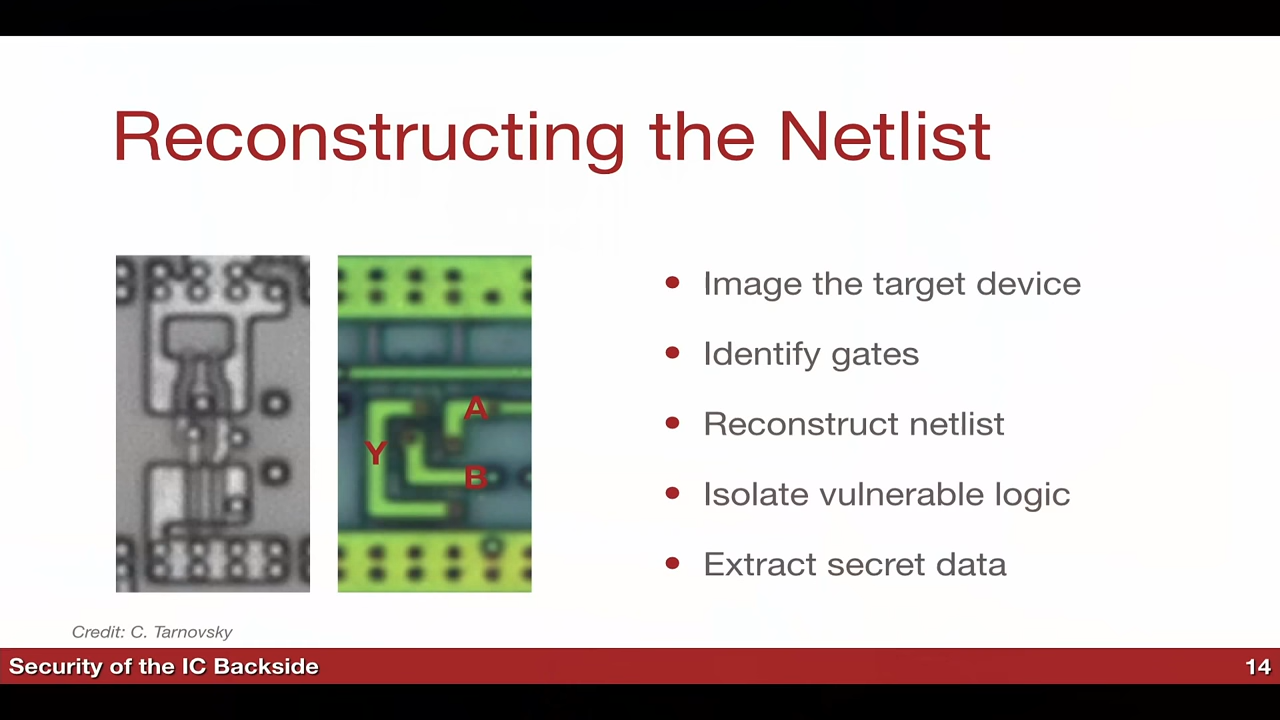 Reconstructing the Netlist
A
Y
B
• Image the target device
• Identify gates
• Reconstruct netlist
• Isolate vulnerable logic
• Extract secret data
Credit: C. Tarnovsky
Security of the IC Backside
14